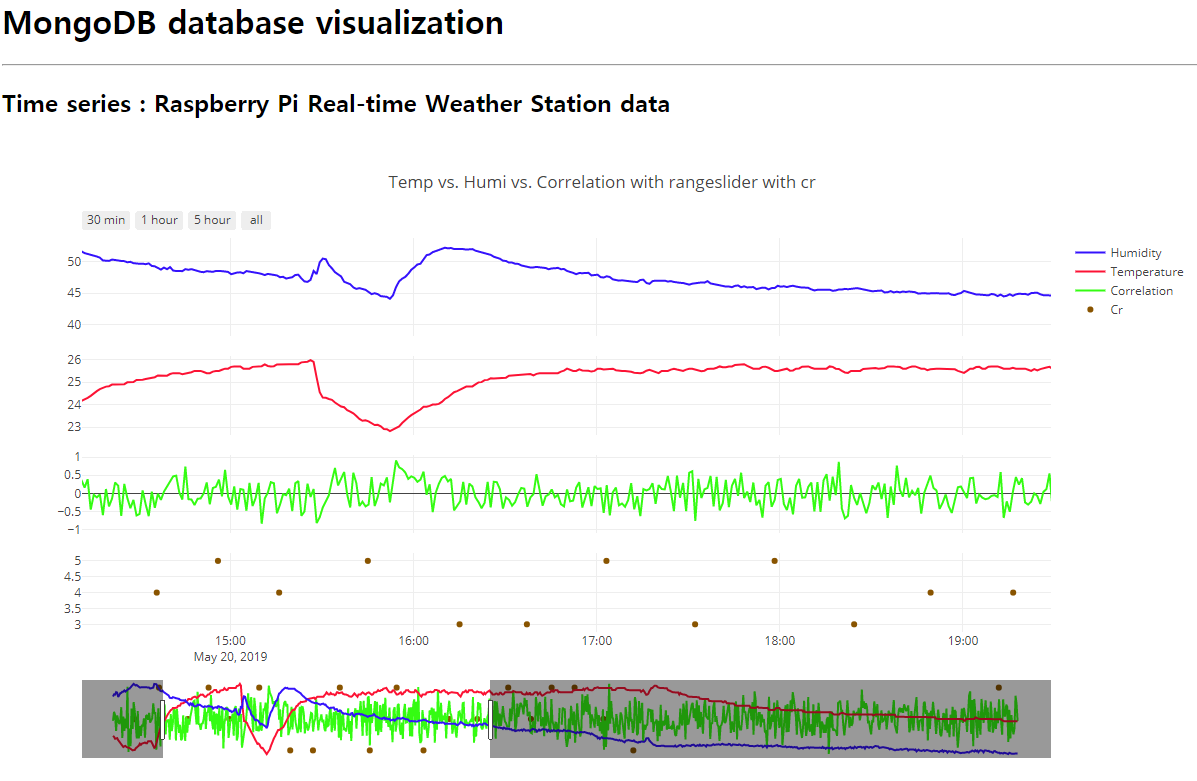 MongoDB database visualization
Time series : Raspberry Pi Real-time Weather Station data
Temp vs. Humi vs. Correlation with rangeslider with cr
30 min 1 hour 5 hour all
Humidity
Temperature
Correlation
Cr
50
45
40
26
25
24
23
1
0.5
0
−0.5
−1
5
4.5
4
3.5
3
15:00 16:00 17:00 18:00 19:00
May 20, 2019